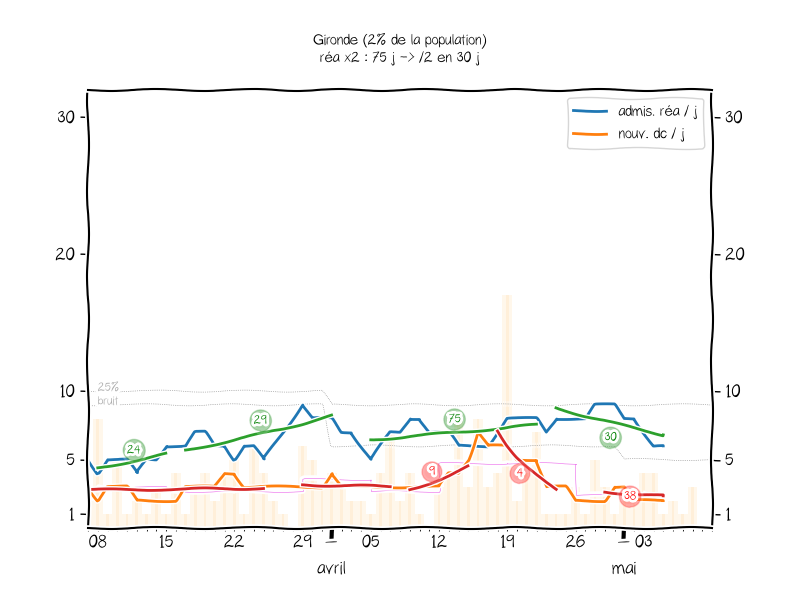 Gironde (2% de la population)
réa x2 : 75 j -> /2 en 30 j
admis. réa / j
nouv. dc / j
30 30
20 20
10 10
5 5
1 1
25%
bruit
24
29
75
30
9
4
38
08 15 22 29 05 12 19 26 03
avril mai